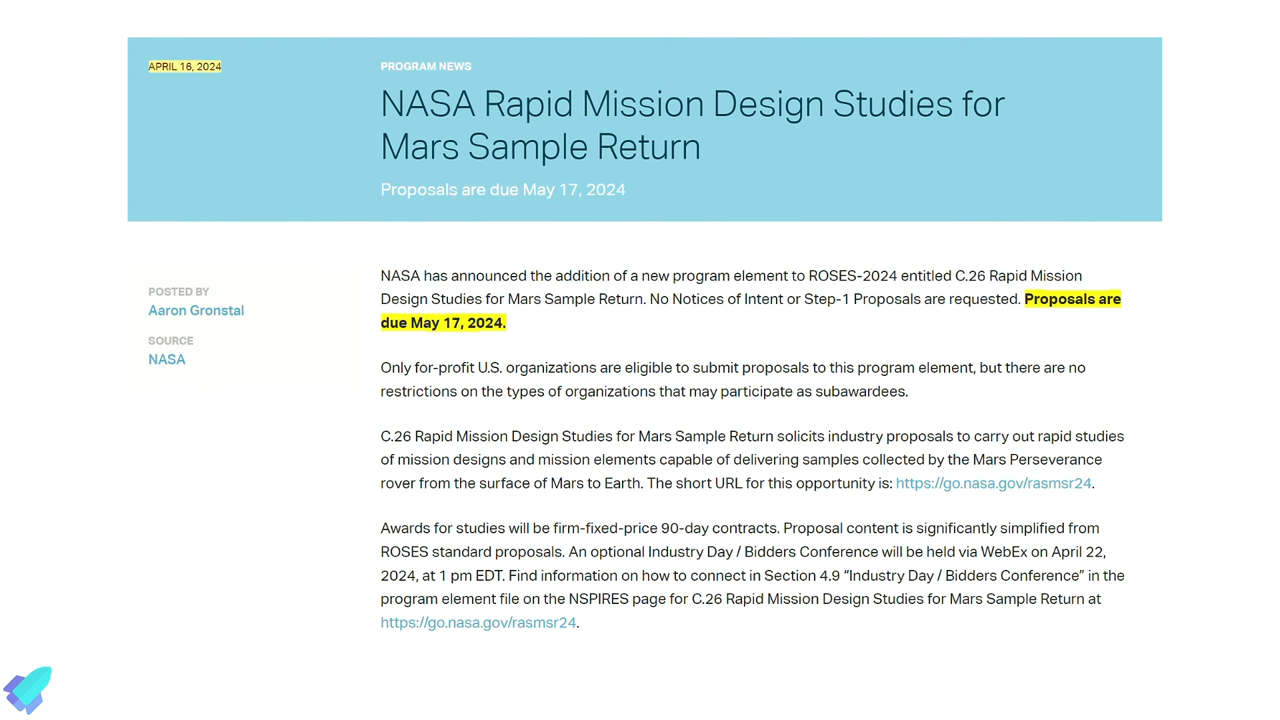 APRIL 16, 2024
PROGRAM NEWS
NASA Rapid Mission Design Studies for
Mars Sample Return
Proposals are due May 17, 2024
POSTED BY
Aaron Gronstal
SOURCE
NASA
NASA has announced the addition of a new program element to ROSES-2024 entitled C.26 Rapid Mission
Design Studies for Mars Sample Return. No Notices of Intent or Step-1 Proposals are requested. Proposals are
due May 17, 2024.
Only for-profit U.S. organizations are eligible to submit proposals to this program element, but there are no
restrictions on the types of organizations that may participate as subawardees.
C.26 Rapid Mission Design Studies for Mars Sample Return solicits industry proposals to carry out rapid studies
of mission designs and mission elements capable of delivering samples collected by the Mars Perseverance
rover from the surface of Mars to Earth. The short URL for this opportunity is: https://go.nasa.gov/rasmsr24.
Awards for studies will be firm-fixed-price 90-day contracts. Proposal content is significantly simplified from
ROSES standard proposals. An optional Industry Day / Bidders Conference will be held via WebEx on April 22,
2024, at 1 pm EDT. Find information on how to connect in Section 4.9 “Industry Day / Bidders Conference” in the
program element file on the NSPIRES page for C.26 Rapid Mission Design Studies for Mars Sample Return at
https://go.nasa.gov/rasmsr24.